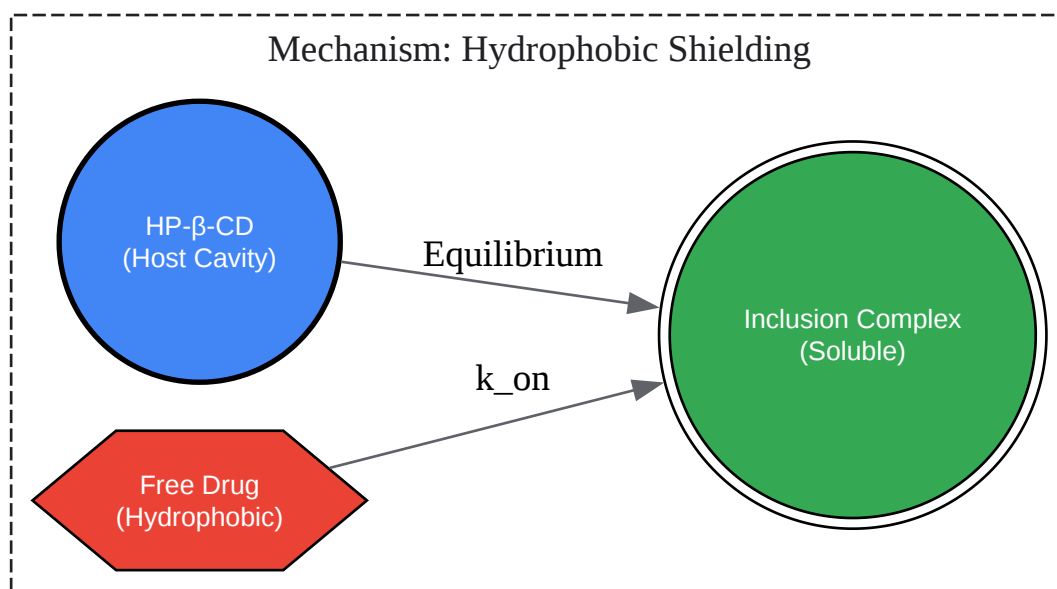 Mechanism: Hydrophobic Shielding
HP-β-CD
(Host Cavity)
Equilibrium
Inclusion Complex
(Soluble)
k_on
Free Drug
(Hydrophobic)